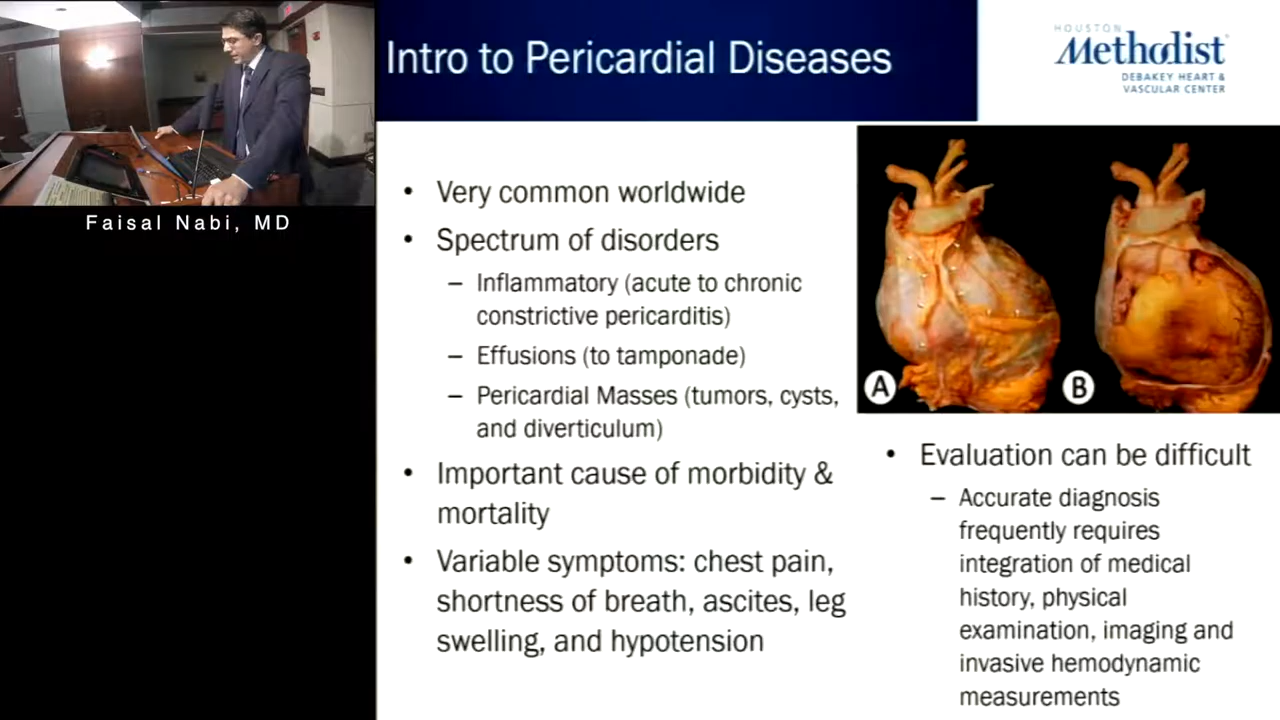 Intro to Pericardial Diseases
HOUSTON
Methodist
DEBAKEY HEART &
VASCULAR CENTER
Faisal Nabi, MD
• Very common worldwide
• Spectrum of disorders
– Inflammatory (acute to chronic
constrictive pericarditis)
– Effusions (to tamponade)
– Pericardial Masses (tumors, cysts,
and diverticulum)
• Important cause of morbidity &
mortality
• Variable symptoms: chest pain,
shortness of breath, ascites, leg
swelling, and hypotension
A
B
• Evaluation can be difficult
– Accurate diagnosis
frequently requires
integration of medical
history, physical
examination, imaging and
invasive hemodynamic
measurements